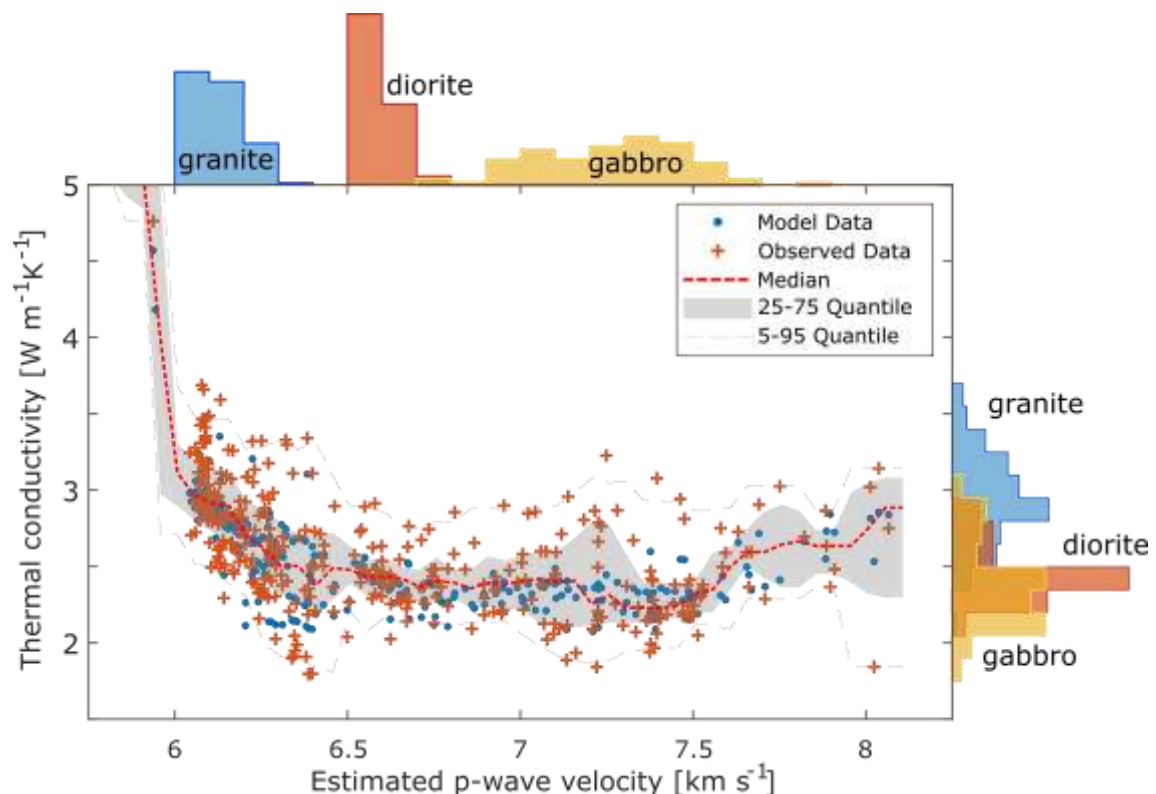 diorite
granite
gabbro
5
4
3
2
Thermal conductivity [W m⁻¹K⁻¹]
Model Data
Observed Data
Median
25-75 Quantile
5-95 Quantile
granite
diorite
gabbro
6
6.5
7
7.5
8
Estimated p-wave velocity [km s⁻¹]